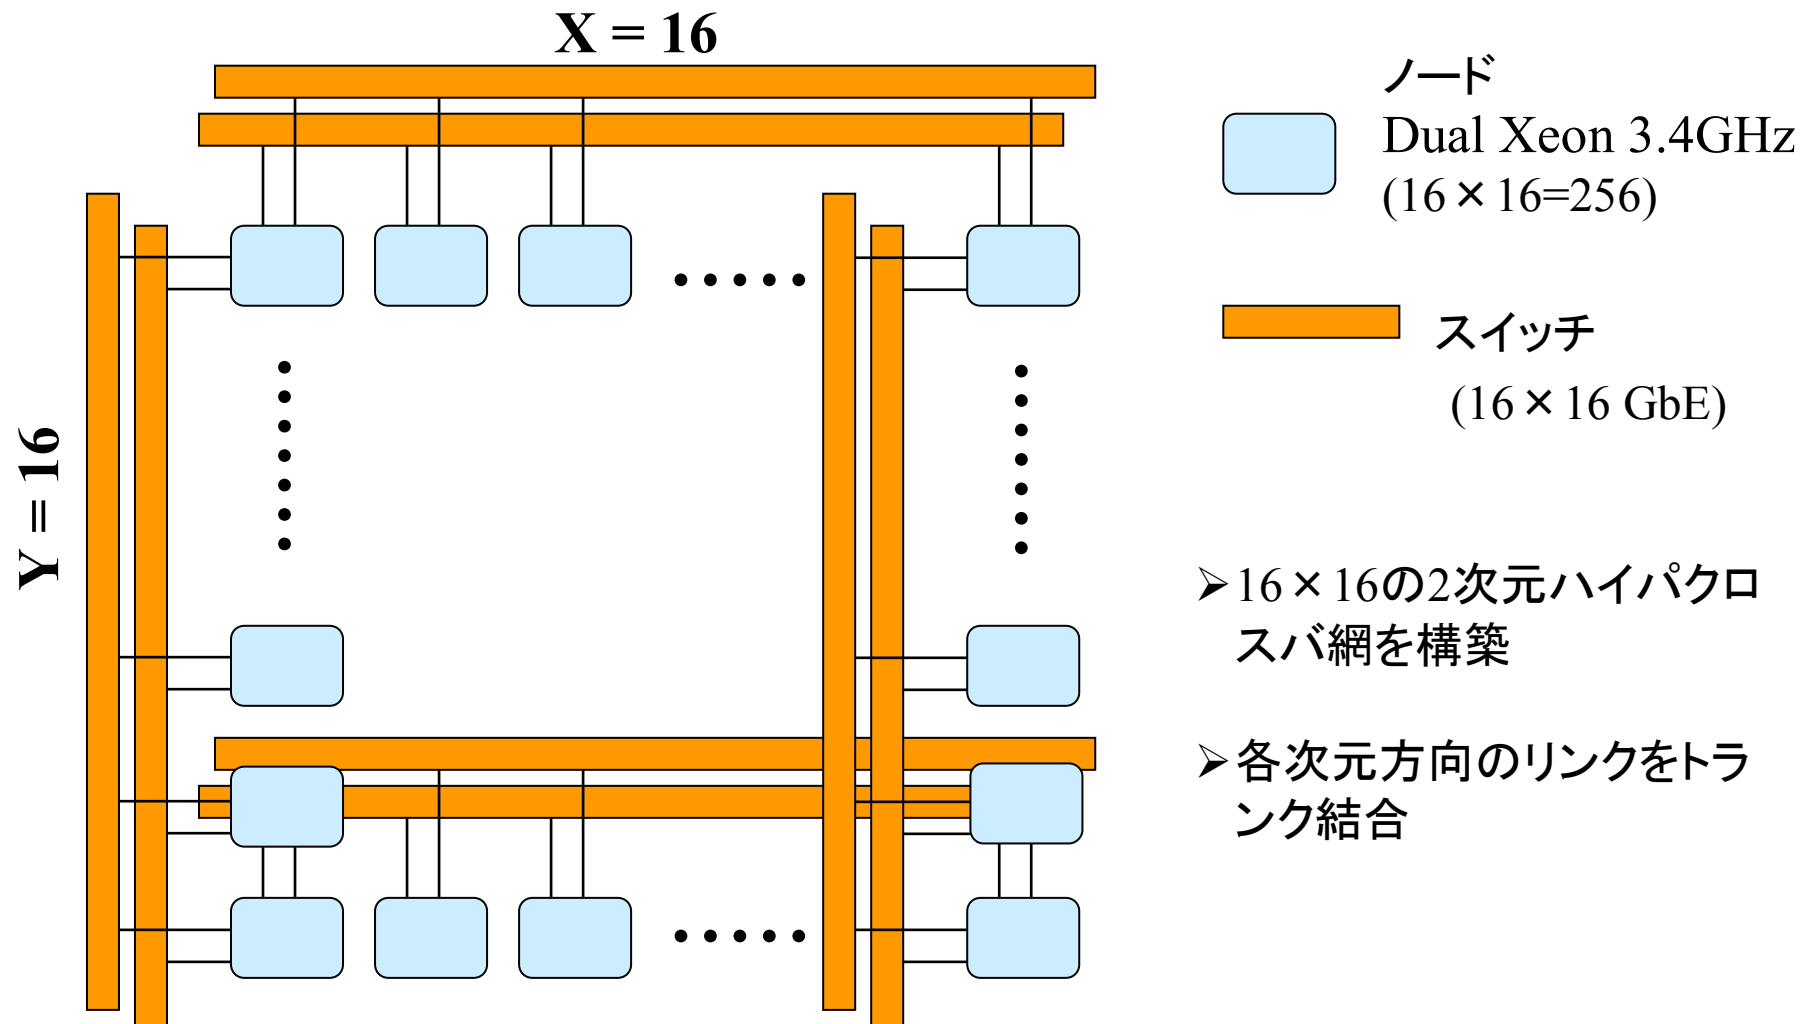 X = 16
Y = 16
ノード
Dual Xeon 3.4GHz
(16×16=256)
スイッチ
(16×16 GbE)
➢16×16の2次元ハイパクロ
スバ網を構築
➢各次元方向のリンクをトラ
ンク結合